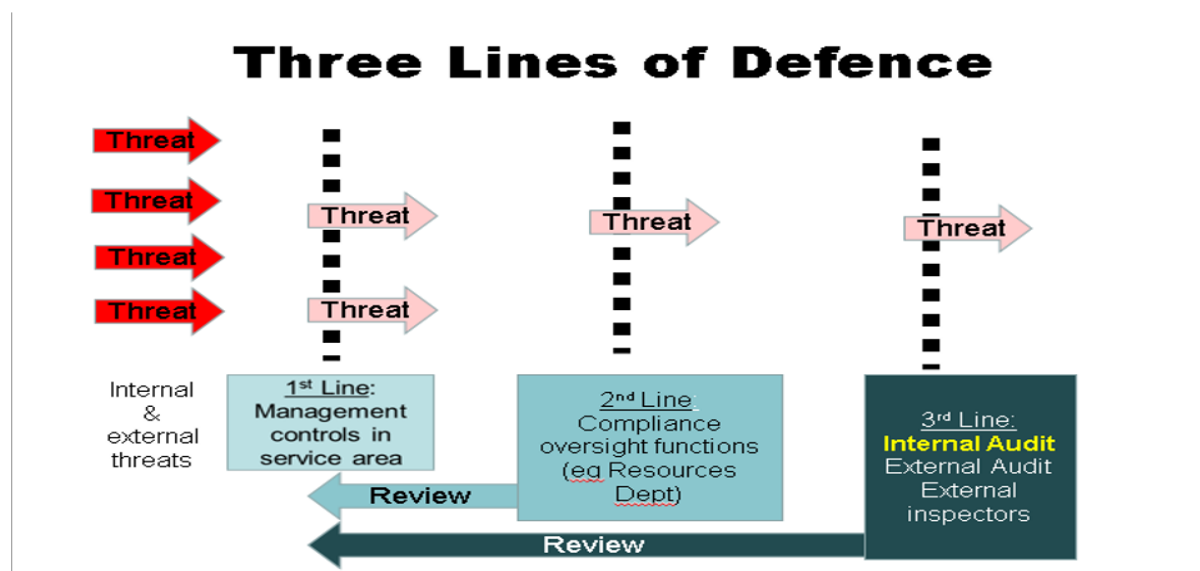 Three Lines of Defence
Threat
Threat
Threat
Threat
Threat
Threat
Threat
Threat
Internal
&
external
threats
1st Line:
Management
controls in
service area
2nd Line:
Compliance
oversight functions
(eg Resources
Dept)
3rd Line:
Internal Audit
External Audit
External
inspectors
Review
Review